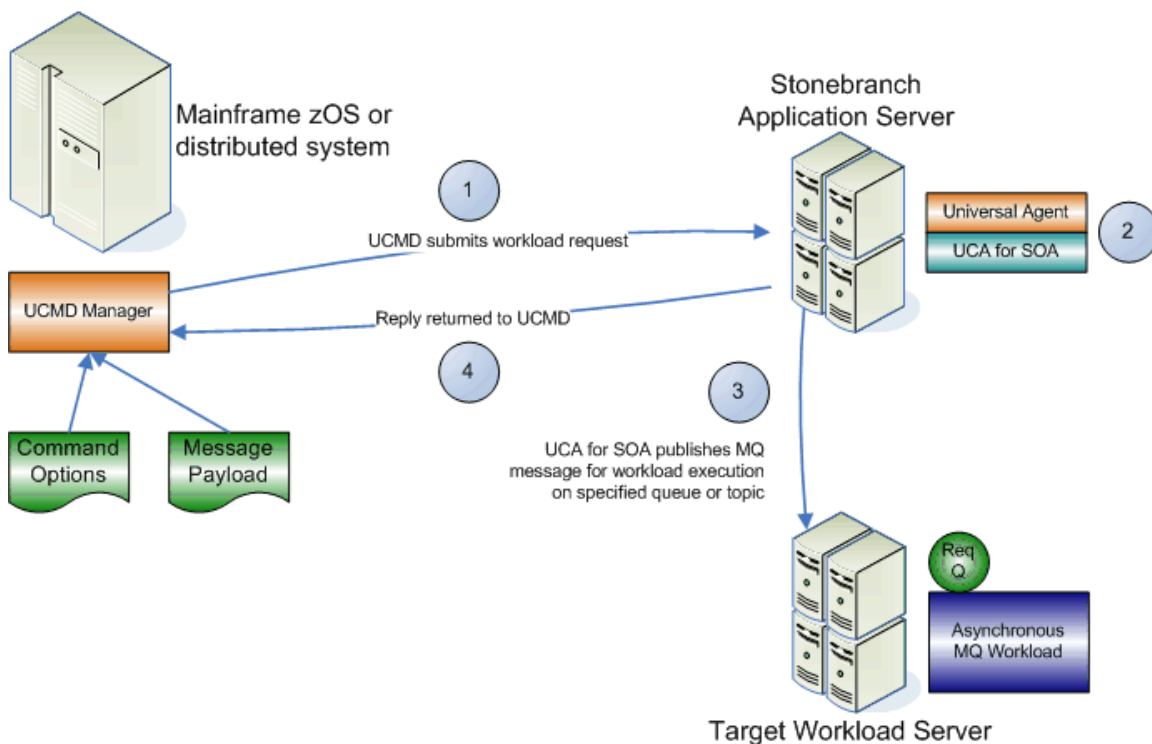 Mainframe zOS or
distributed system
Stonebranch
Application Server
1
UCMD submits workload request
Universal Agent
UCA for SOA
2
UCMD Manager
Reply returned to UCMD
4
3
Command
Options
Message
Payload
UCA for SOA publishes MQ
message for workload execution
on specified queue or topic
Req
Q
Asynchronous
MQ Workload
Target Workload Server